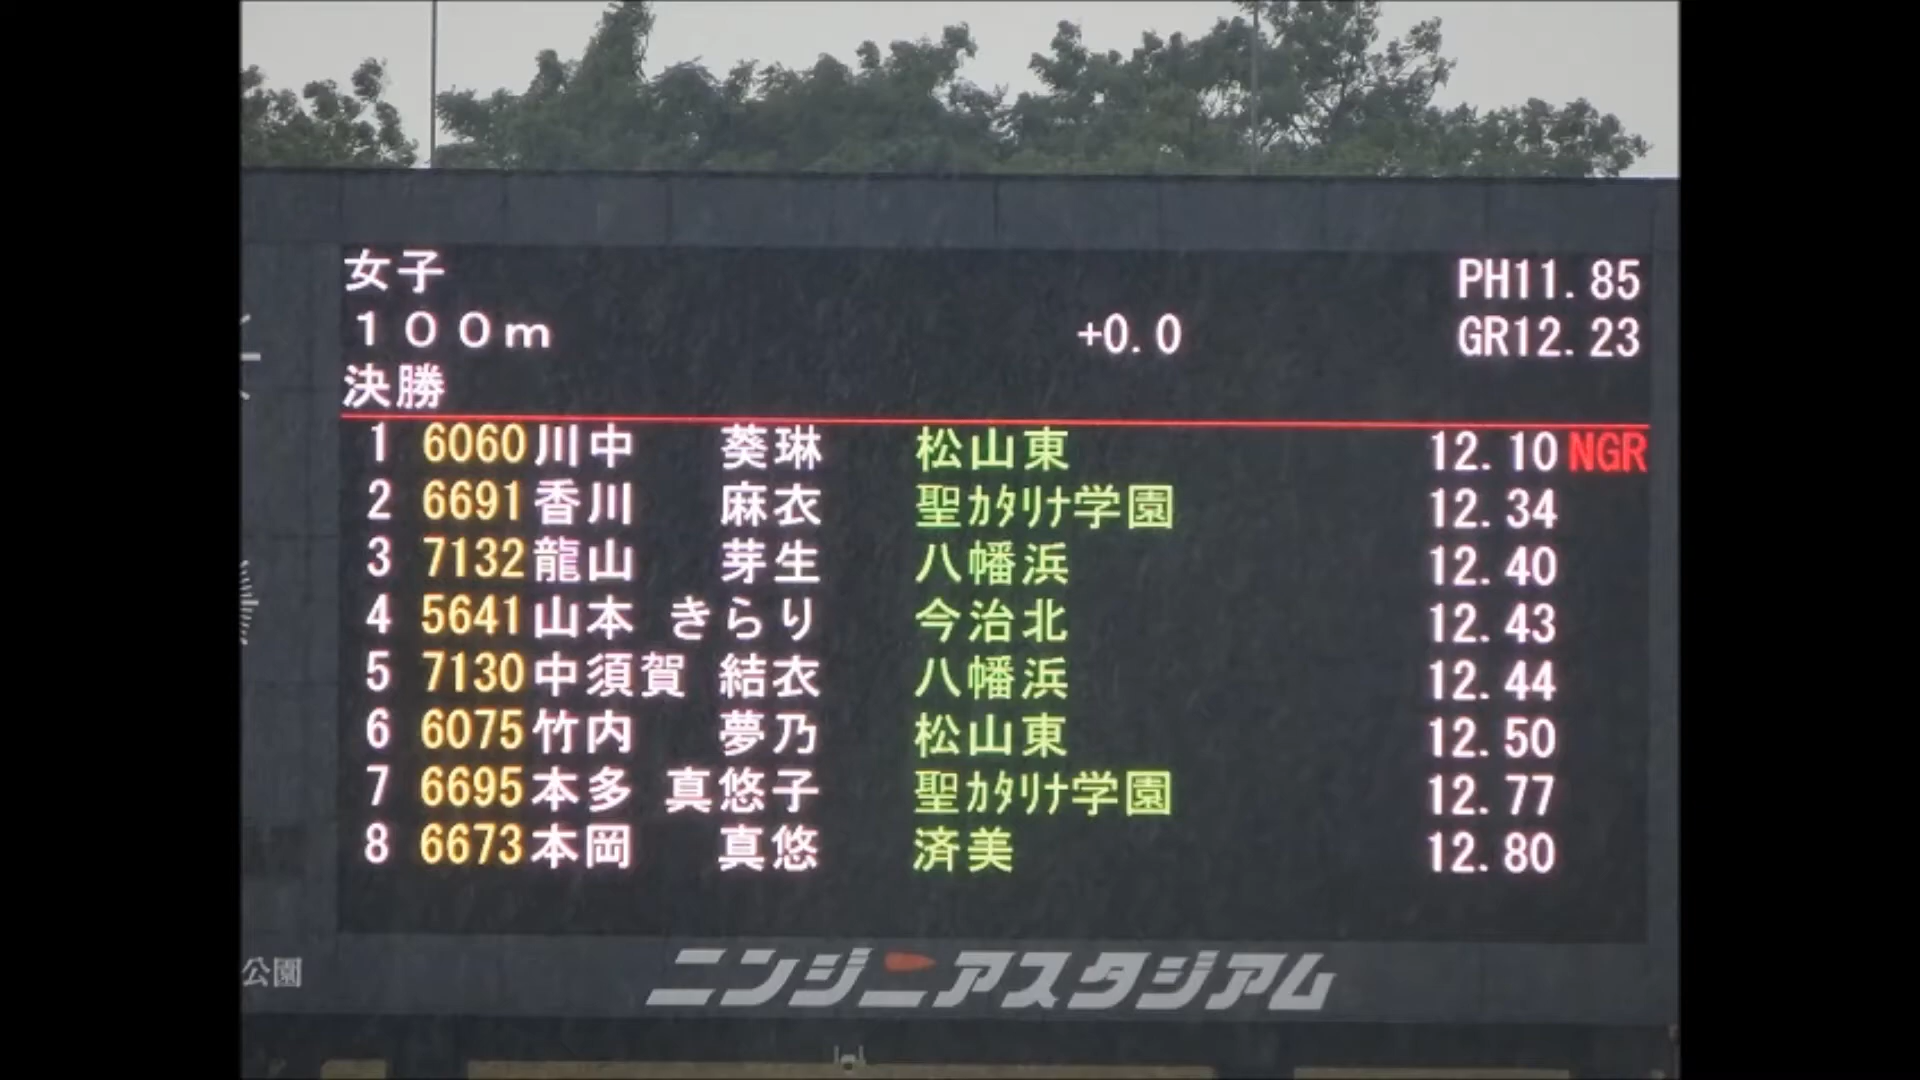 女子 PH11.85
１００ｍ +0.0 GR12.23
決勝
1 6060 川中 葵琳 松山東 12.10 NGR
2 6691 香川 麻衣 聖ｶﾀﾘﾅ学園 12.34
3 7132 龍山 芽生 八幡浜 12.40
4 5641 山本 きらり 今治北 12.43
5 7130 中須賀 結衣 八幡浜 12.44
6 6075 竹内 夢乃 松山東 12.50
7 6695 本多 真悠子 聖ｶﾀﾘﾅ学園 12.77
8 6673 本岡 真悠 済美 12.80
公園
ニンジニアスタジアム